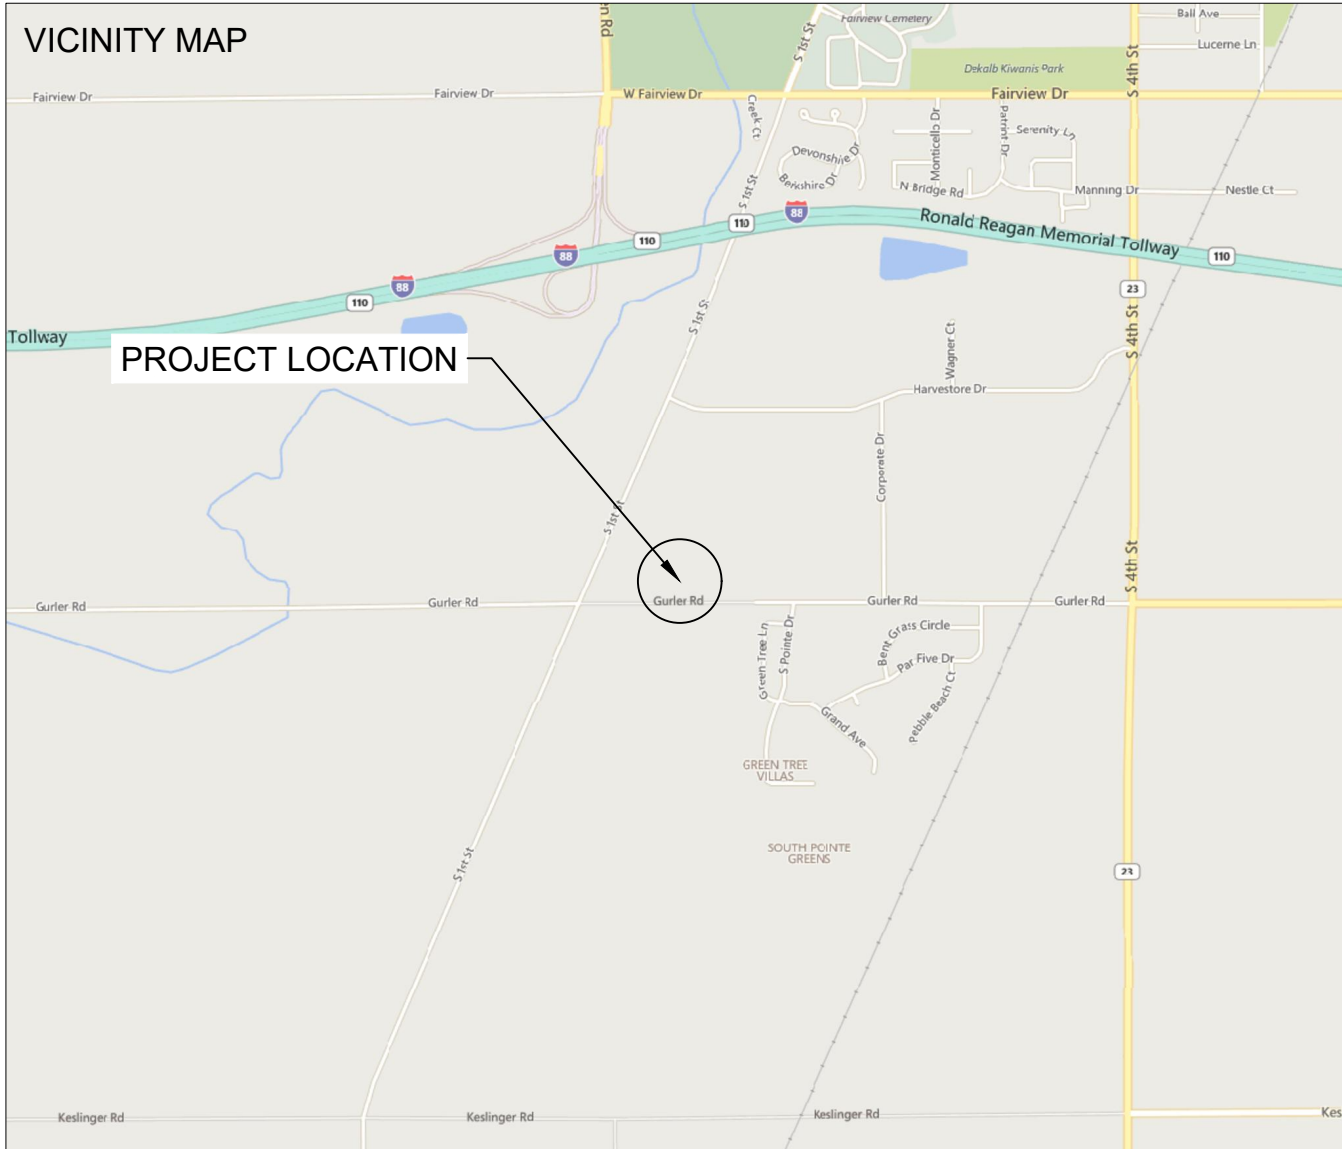 VICINITY MAP
Fairview Cemetery
Ball Ave
Lucerne Ln
S 1st St
S 4th St
Dekalb Kiwanis Park
Fairview Dr
Fairview Dr
W Fairview Dr
Fairview Dr
Creek Ct
Monticello Dr
Patriot Dr
Serenity Ln
Devonshire Dr
Berkshire Dr
N Bridge Rd
Manning Dr
Nestle Ct
S 1st St
88
110
110
Ronald Reagan Memorial Tollway
110
88
88
110
23
Tollway
S 1st St
S 4th St
Wagner Ct
PROJECT LOCATION
Harvestore Dr
Corporate Dr
S 1st St
S 4th St
Gurler Rd
Gurler Rd
Gurler Rd
Gurler Rd
Gurler Rd
Green Tree Ln
S Pointe Dr
Bent Grass Circle
Par Five Dr
Pebble Beach Ct
Grand Ave
GREEN TREE
VILLAS
SOUTH POINTE
GREENS
S 1st St
23
Keslinger Rd
Keslinger Rd
Keslinger Rd
Kes